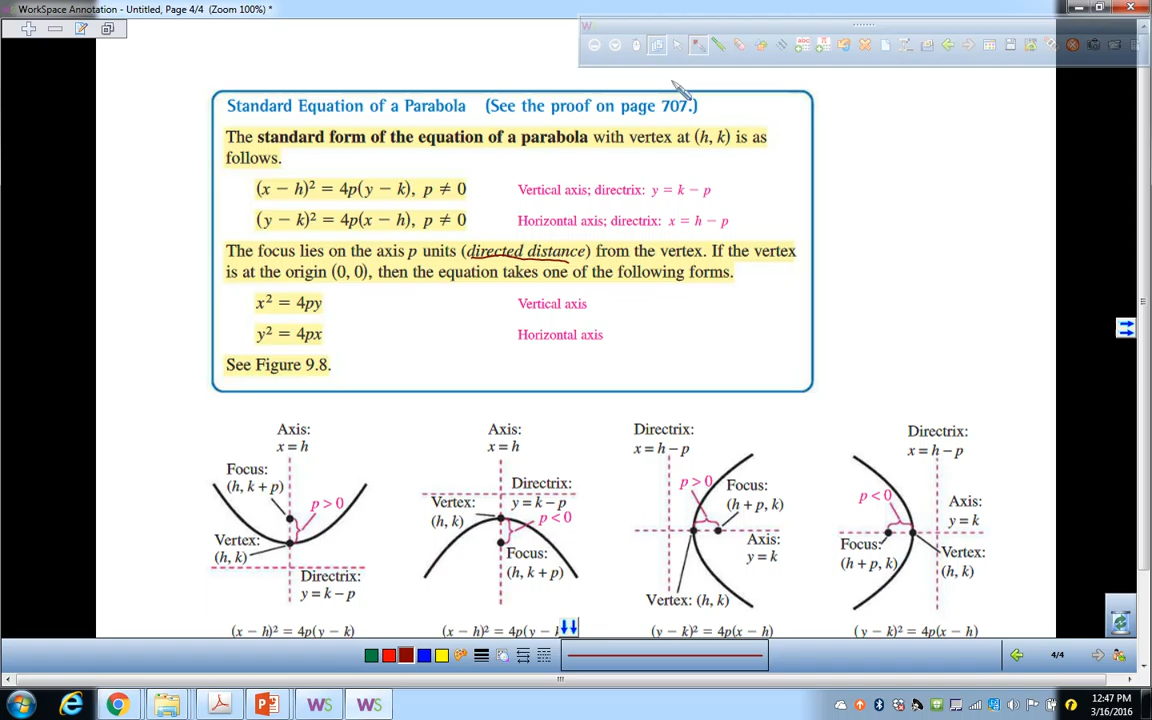 WorkSpace Annotation - Untitled, Page 4/4 (Zoom 100%) *
Standard Equation of a Parabola (See the proof on page 707.)
The standard form of the equation of a parabola with vertex at (h, k) is as
follows.
(x − h)² = 4p(y − k), p ≠ 0 Vertical axis; directrix: y = k − p
(y − k)² = 4p(x − h), p ≠ 0 Horizontal axis; directrix: x = h − p
The focus lies on the axis p units (directed distance) from the vertex. If the vertex
is at the origin (0, 0), then the equation takes one of the following forms.
x² = 4py Vertical axis
y² = 4px Horizontal axis
See Figure 9.8.
Axis:
x = h
Focus:
(h, k + p)
p > 0
Vertex:
(h, k)
Directrix:
y = k − p
(x − h)² = 4p(y − k)
Axis:
x = h
Directrix:
y = k − p
Vertex:
(h, k)
p < 0
Focus:
(h, k + p)
(x − h)² = 4p(y − k
Directrix:
x = h − p
p > 0
Focus:
(h + p, k)
Axis:
y = k
Vertex: (h, k)
(y − k)² = 4p(x − h)
Directrix:
x = h − p
p < 0
Axis:
y = k
Focus:
(h + p, k)
Vertex:
(h, k)
(y − k)² = 4p(x − h)
4/4
WS
WS
12:47 PM
3/16/2016